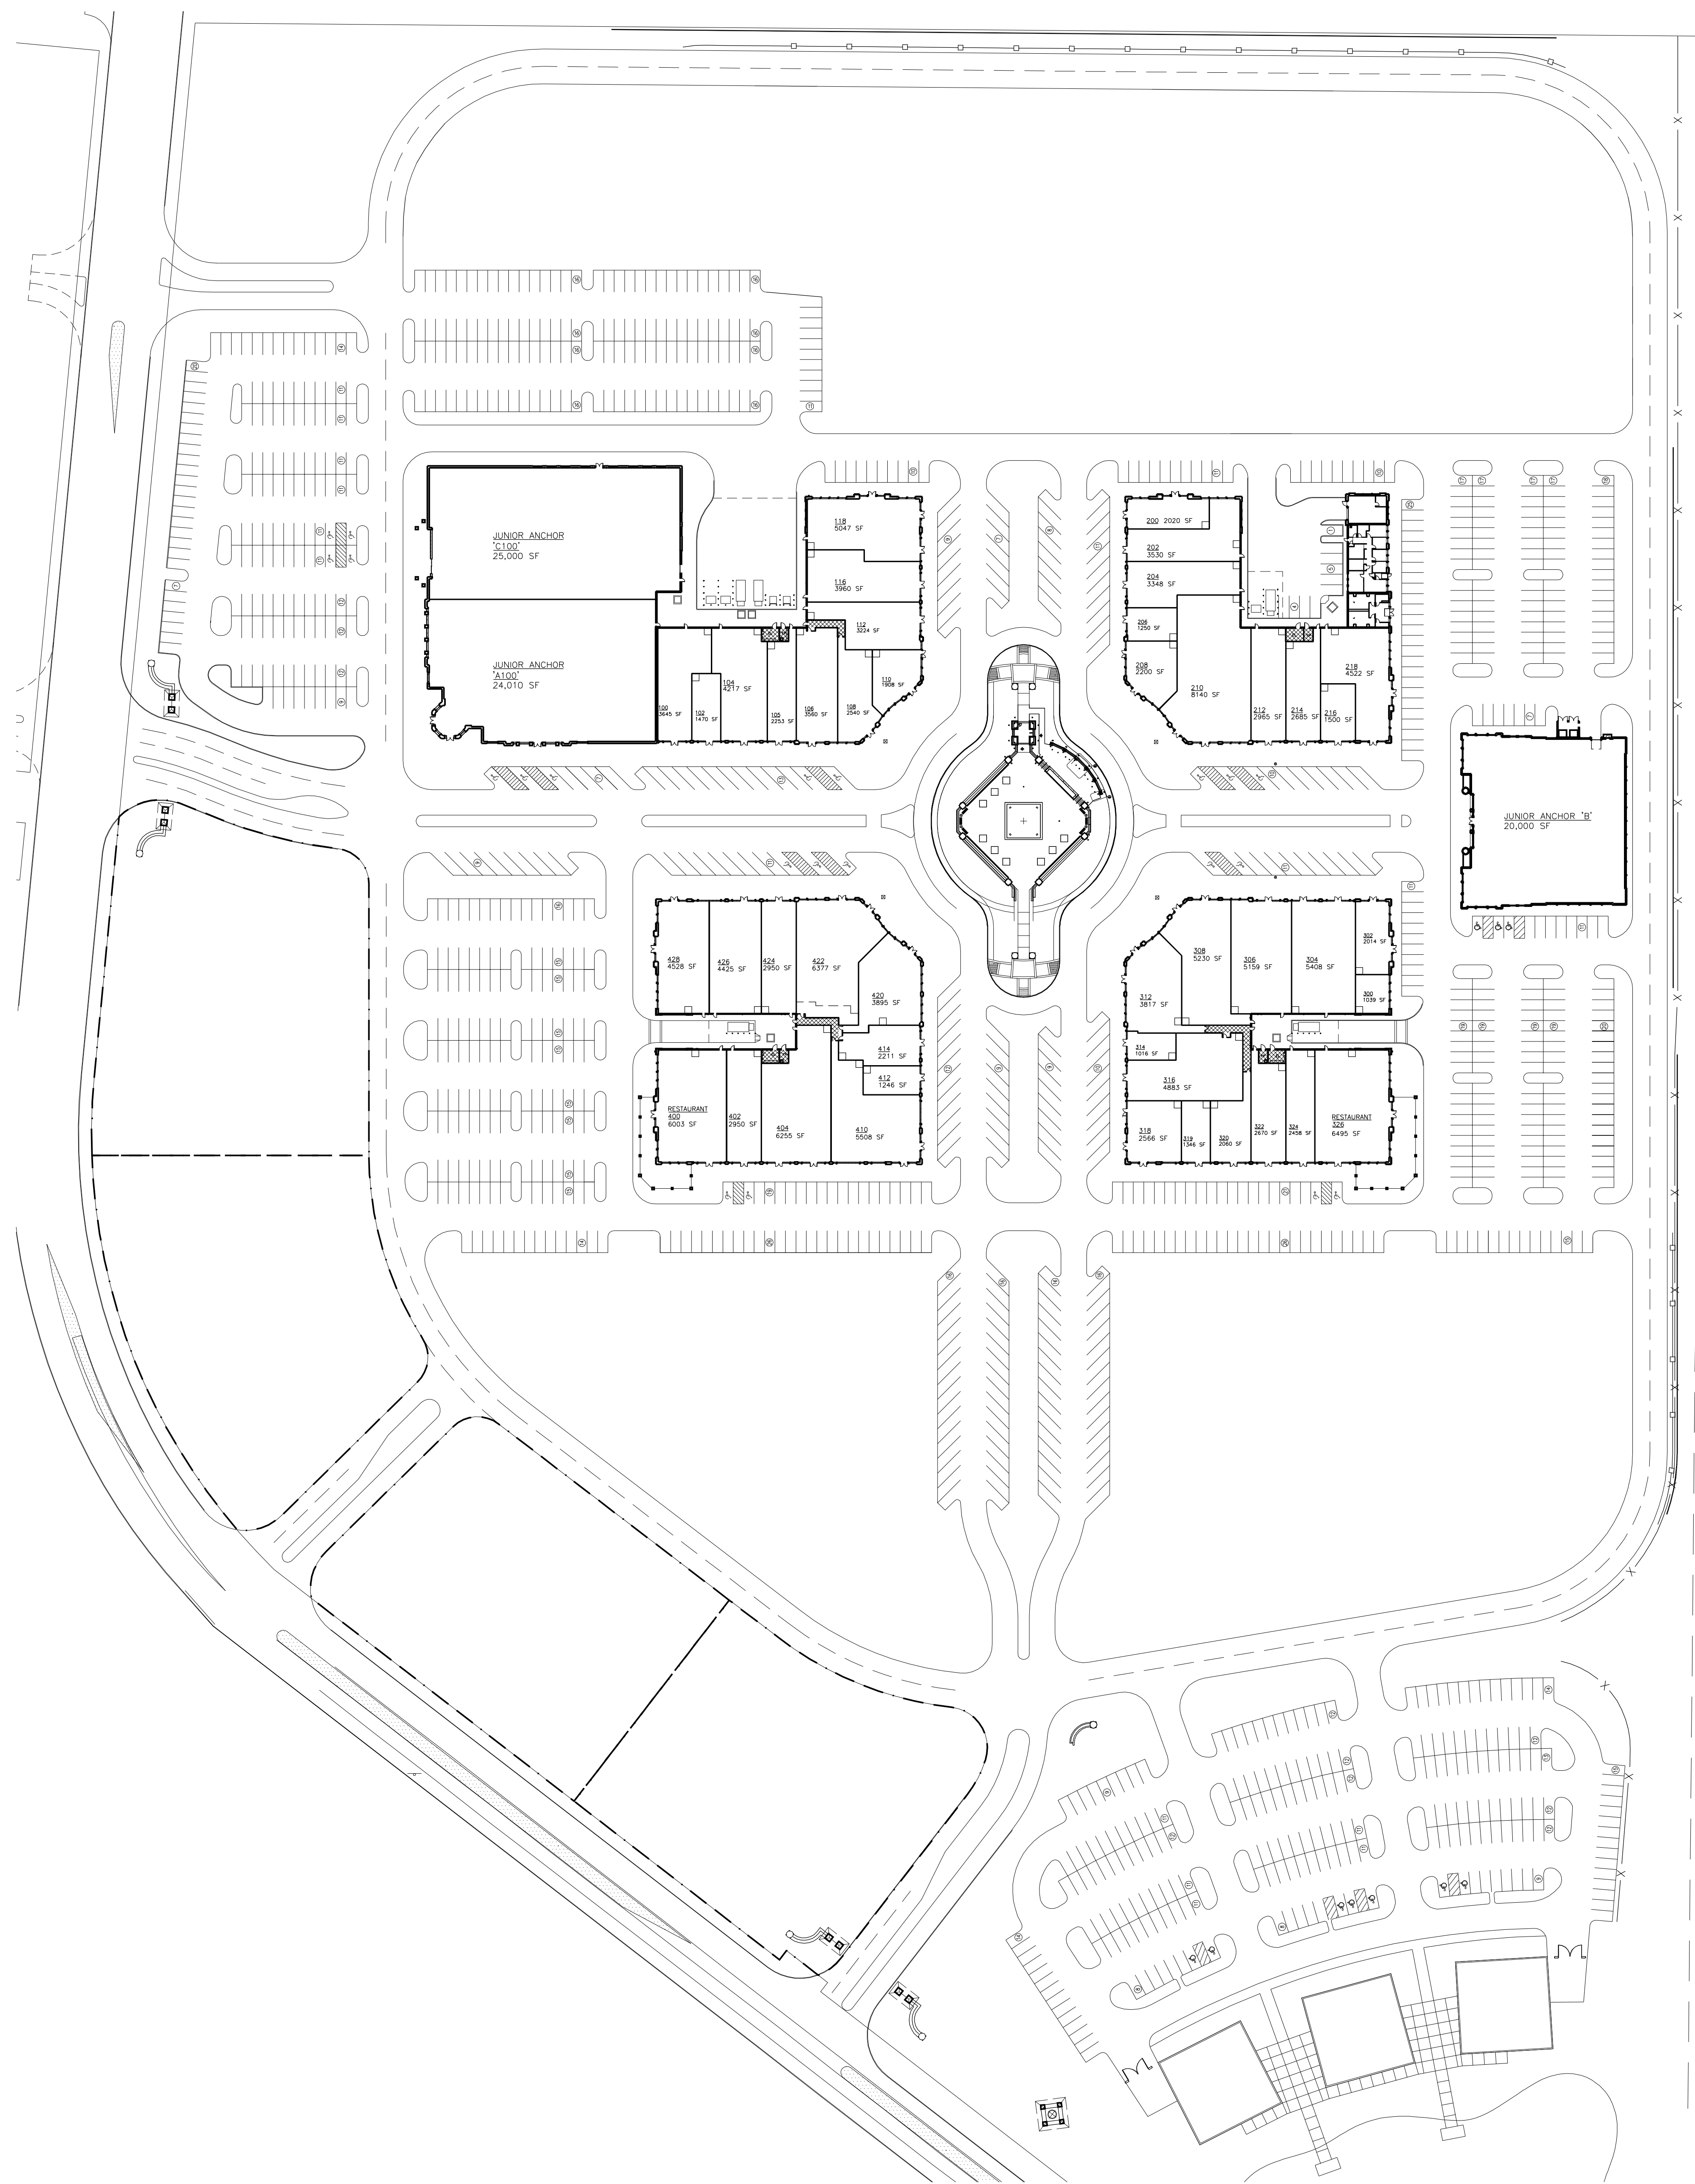 JUNIOR ANCHOR
'C100'
25,000 SF
JUNIOR ANCHOR
'A100'
24,010 SF
118
5047 SF
116
3960 SF
112
3224 SF
110
1908 SF
108
2540 SF
106
3560 SF
105
2253 SF
104
4217 SF
102
1470 SF
100
3645 SF
200 2020 SF
202
3530 SF
204
3348 SF
206
1250 SF
208
2200 SF
210
8140 SF
212
2965 SF
214
2685 SF
216
1500 SF
218
4522 SF
JUNIOR ANCHOR 'B'
20,000 SF
428
4528 SF
426
4425 SF
424
2950 SF
422
6377 SF
420
3895 SF
414
2211 SF
412
1246 SF
410
5508 SF
404
6255 SF
402
2950 SF
RESTAURANT
400
6003 SF
308
5230 SF
306
5159 SF
304
5408 SF
302
2014 SF
300
1039 SF
312
3817 SF
314
1016 SF
316
4883 SF
318
2566 SF
319
1346 SF
320
2060 SF
322
2670 SF
324
2458 SF
RESTAURANT
326
6495 SF